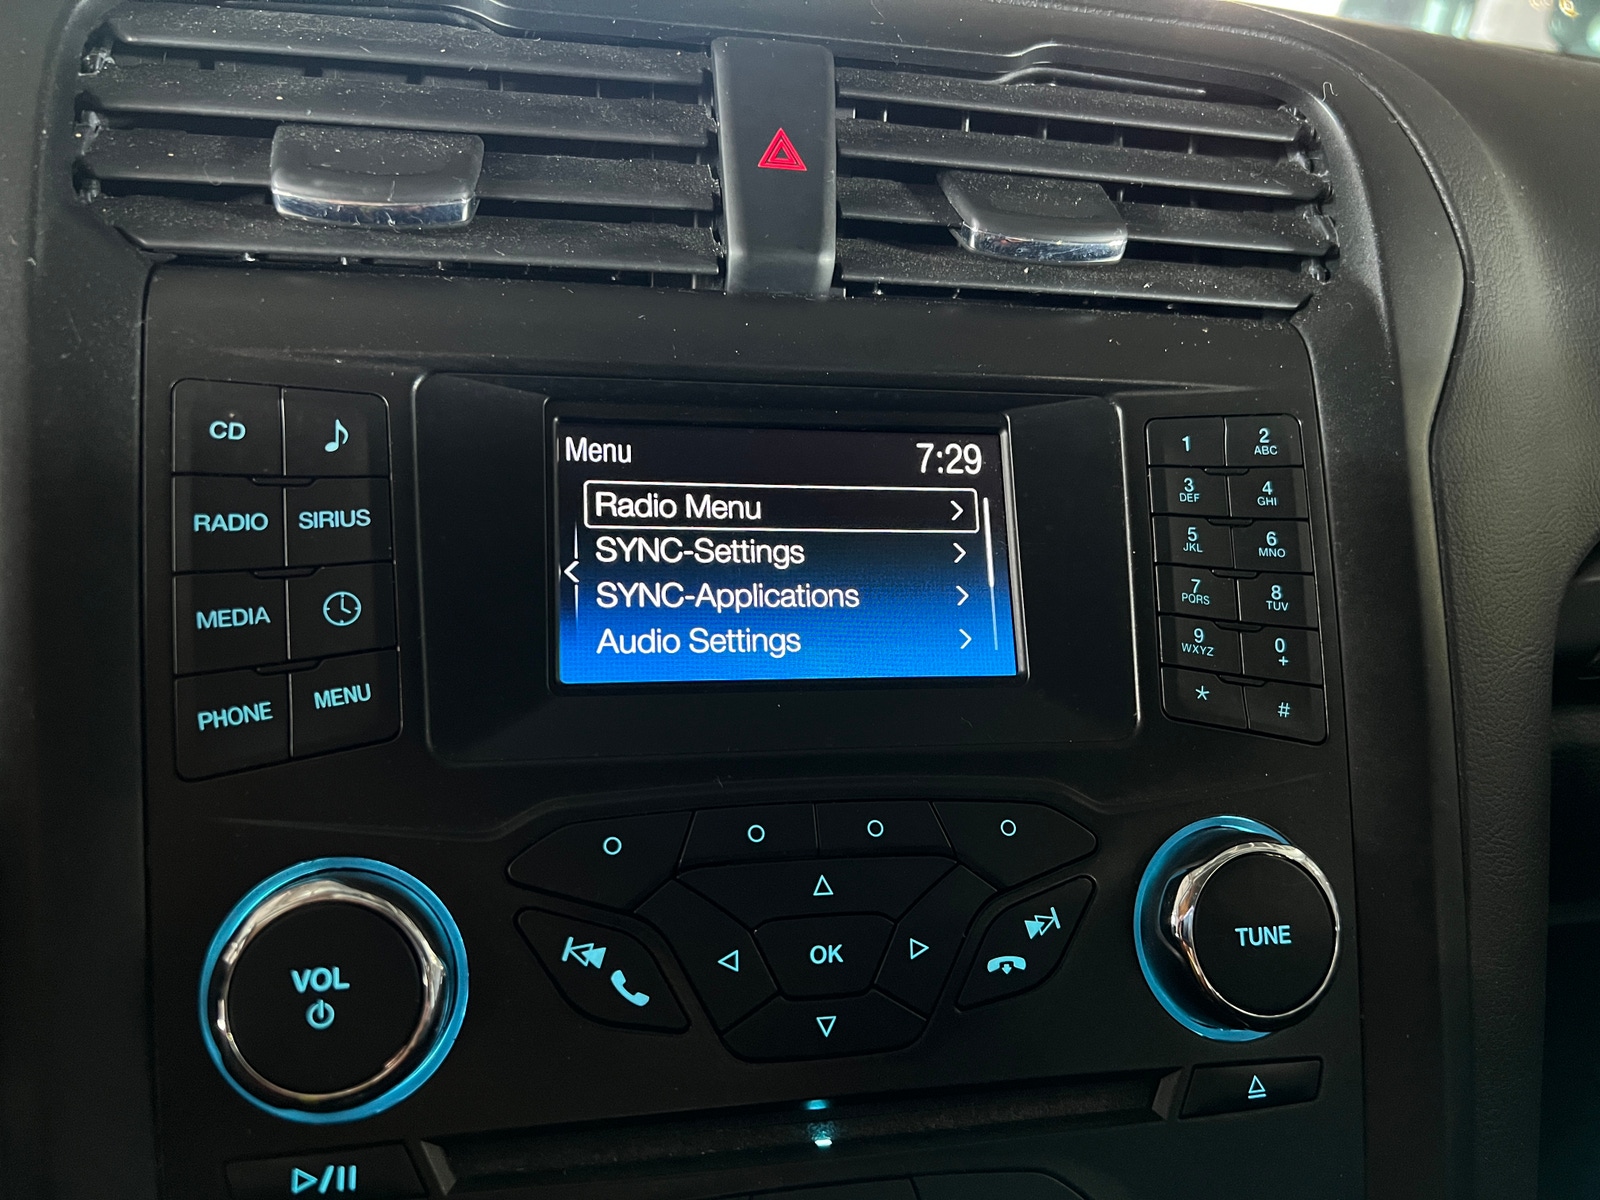 CD
RADIO
SIRIUS
MEDIA
PHONE
MENU
Menu
7:29
Radio Menu
SYNC-Settings
SYNC-Applications
Audio Settings
1
2
ABC
3
DEF
4
GHI
5
JKL
6
MNO
7
PQRS
8
TUV
9
WXYZ
0
+
*
#
VOL
OK
TUNE